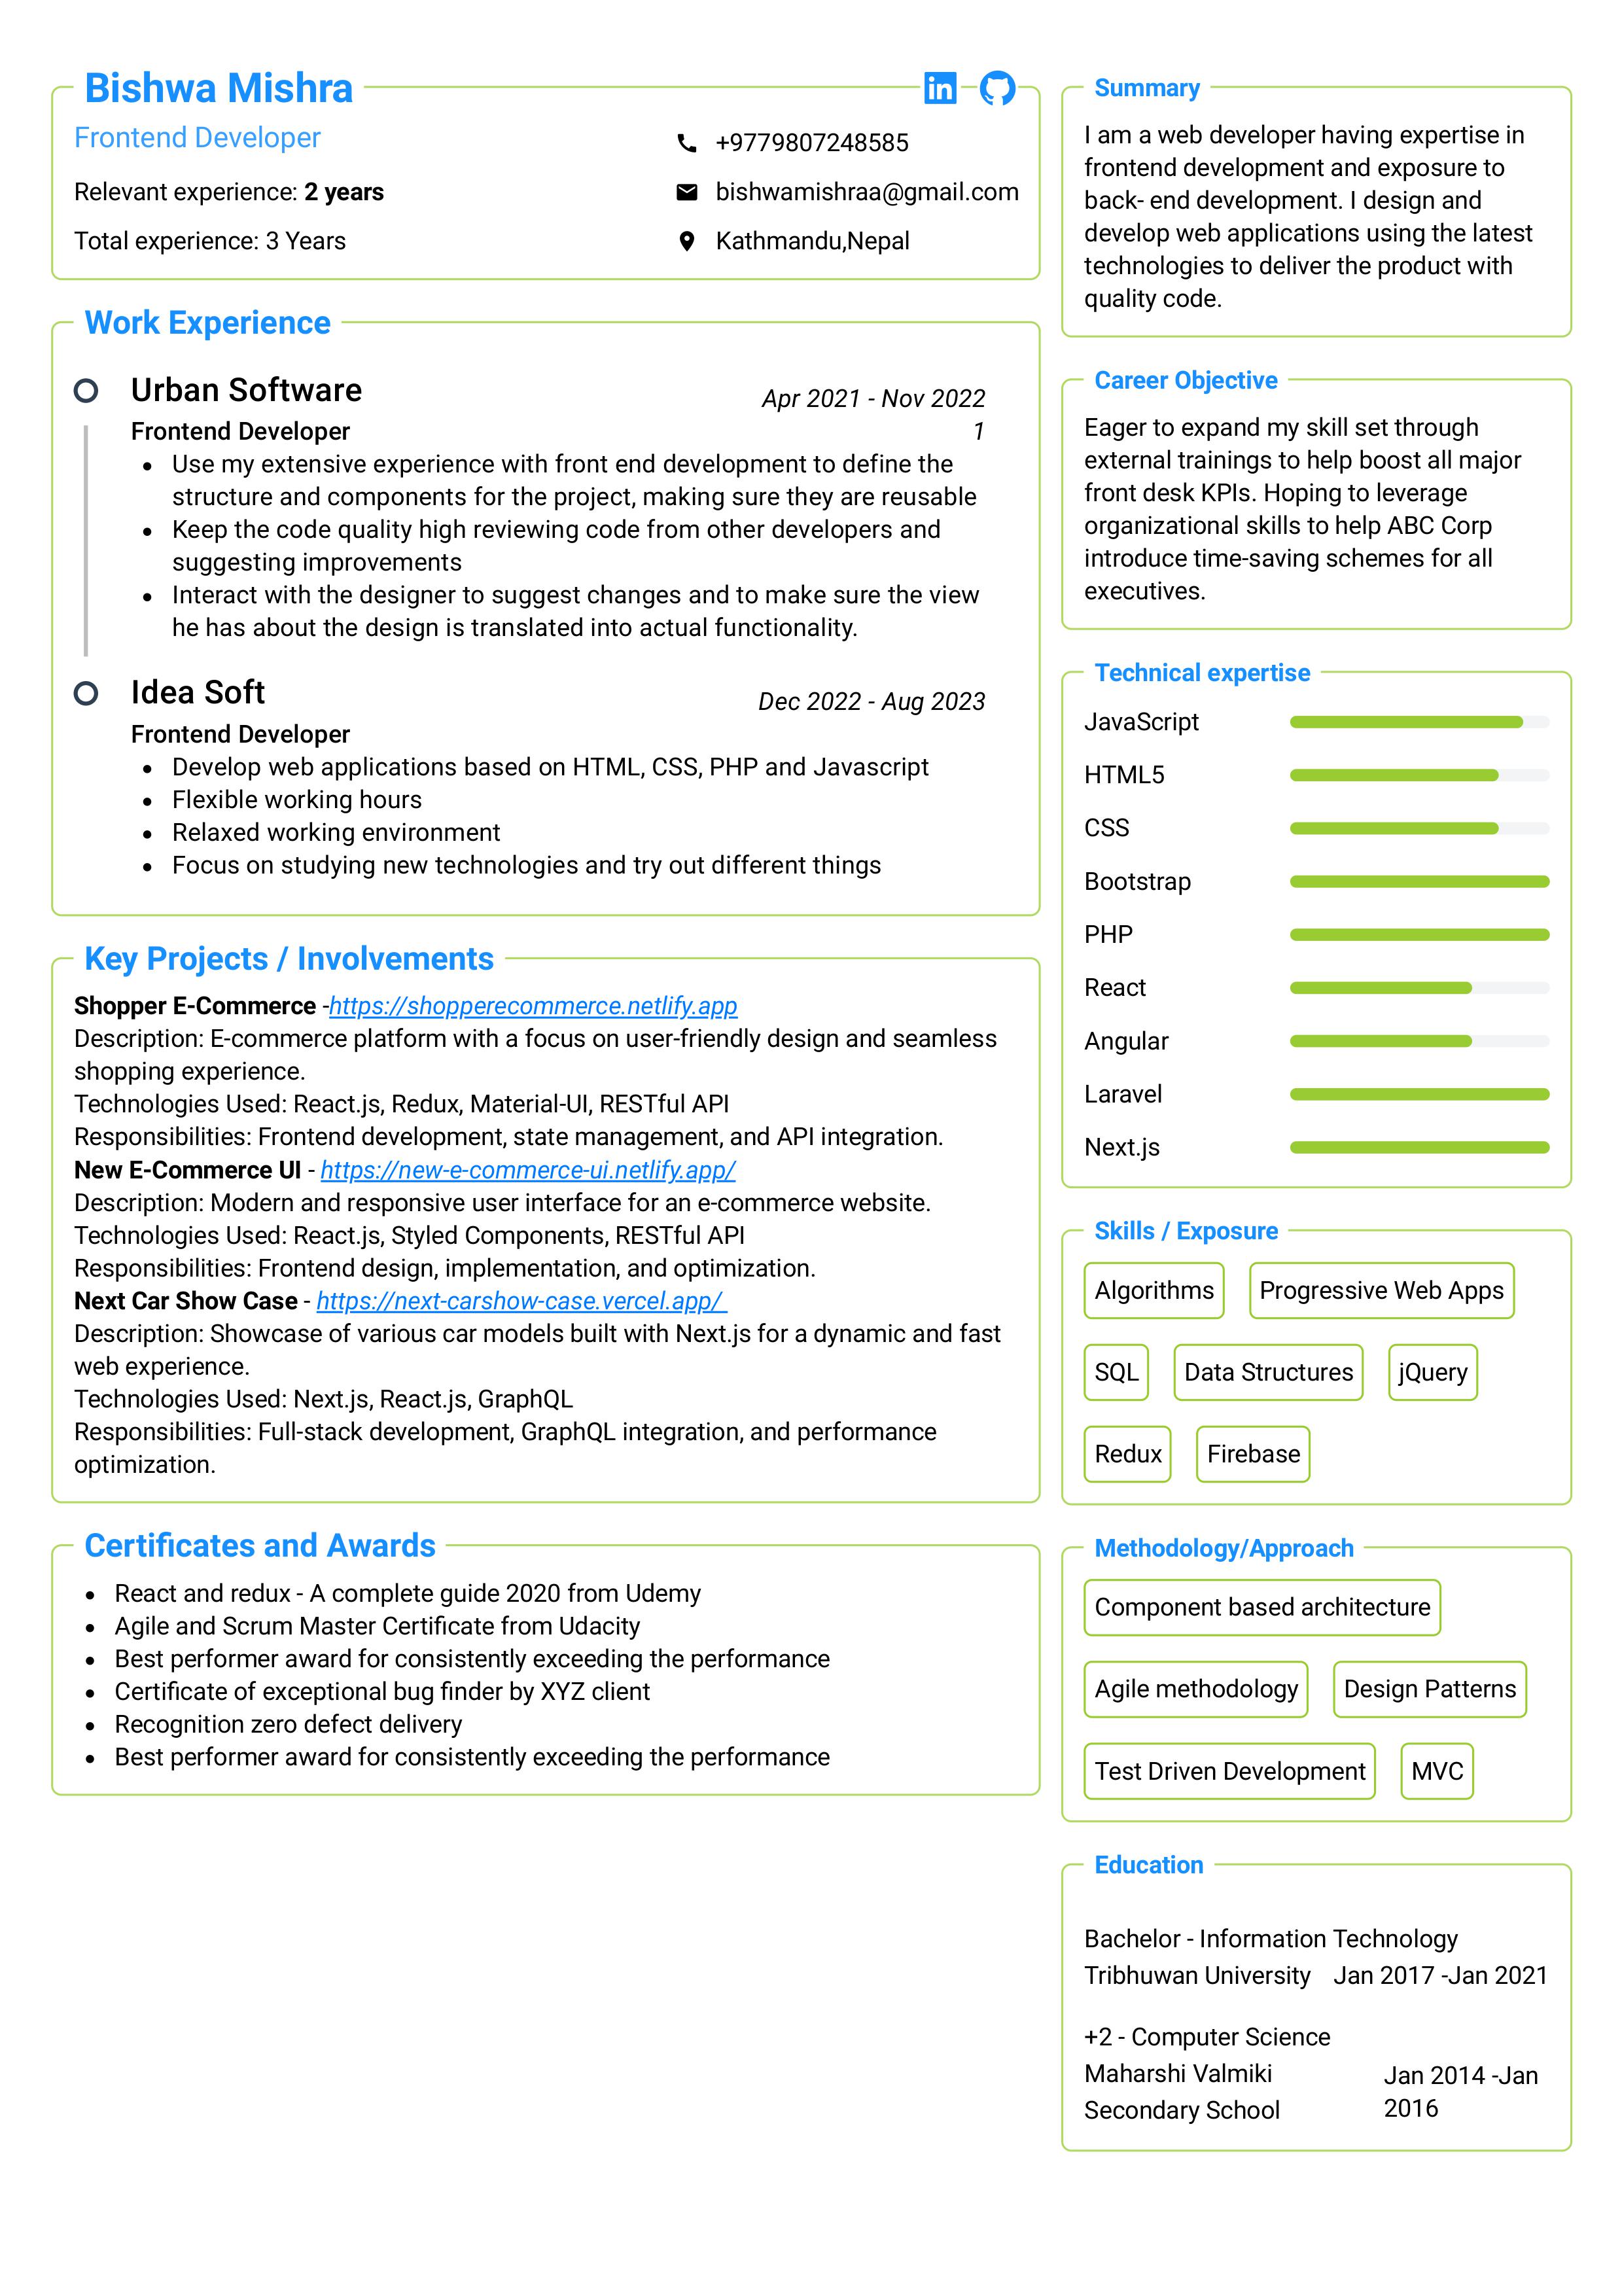 Bishwa Mishra
Frontend Developer
Relevant experience: 2 years
Total experience: 3 Years
+9779807248585
bishwamishraa@gmail.com
Kathmandu,Nepal
Work Experience
Urban Software
Apr 2021 - Nov 2022
Frontend Developer
1
• Use my extensive experience with front end development to define the
structure and components for the project, making sure they are reusable
• Keep the code quality high reviewing code from other developers and
suggesting improvements
• Interact with the designer to suggest changes and to make sure the view
he has about the design is translated into actual functionality.
Idea Soft
Dec 2022 - Aug 2023
Frontend Developer
• Develop web applications based on HTML, CSS, PHP and Javascript
• Flexible working hours
• Relaxed working environment
• Focus on studying new technologies and try out different things
Key Projects / Involvements
Shopper E-Commerce -https://shopperecommerce.netlify.app
Description: E-commerce platform with a focus on user-friendly design and seamless
shopping experience.
Technologies Used: React.js, Redux, Material-UI, RESTful API
Responsibilities: Frontend development, state management, and API integration.
New E-Commerce UI - https://new-e-commerce-ui.netlify.app/
Description: Modern and responsive user interface for an e-commerce website.
Technologies Used: React.js, Styled Components, RESTful API
Responsibilities: Frontend design, implementation, and optimization.
Next Car Show Case - https://next-carshow-case.vercel.app/
Description: Showcase of various car models built with Next.js for a dynamic and fast
web experience.
Technologies Used: Next.js, React.js, GraphQL
Responsibilities: Full-stack development, GraphQL integration, and performance
optimization.
Certificates and Awards
• React and redux - A complete guide 2020 from Udemy
• Agile and Scrum Master Certificate from Udacity
• Best performer award for consistently exceeding the performance
• Certificate of exceptional bug finder by XYZ client
• Recognition zero defect delivery
• Best performer award for consistently exceeding the performance
Summary
I am a web developer having expertise in
frontend development and exposure to
back- end development. I design and
develop web applications using the latest
technologies to deliver the product with
quality code.
Career Objective
Eager to expand my skill set through
external trainings to help boost all major
front desk KPIs. Hoping to leverage
organizational skills to help ABC Corp
introduce time-saving schemes for all
executives.
Technical expertise
JavaScript
HTML5
CSS
Bootstrap
PHP
React
Angular
Laravel
Next.js
Skills / Exposure
Algorithms Progressive Web Apps
SQL Data Structures jQuery
Redux Firebase
Methodology/Approach
Component based architecture
Agile methodology Design Patterns
Test Driven Development MVC
Education
Bachelor - Information Technology
Tribhuwan University Jan 2017 -Jan 2021
+2 - Computer Science
Maharshi Valmiki
Secondary School
Jan 2014 -Jan
2016